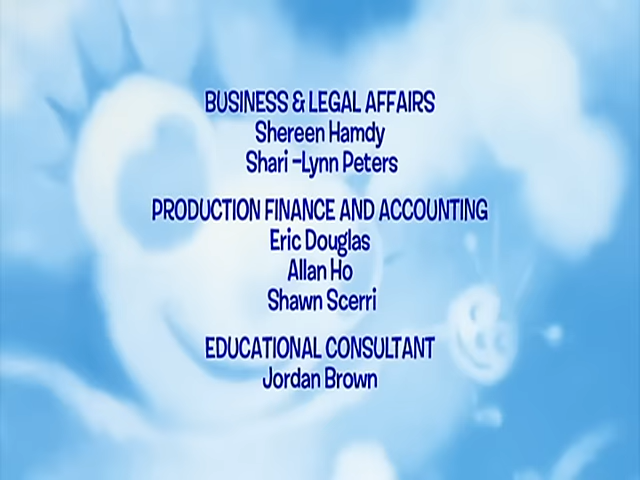 BUSINESS & LEGAL AFFAIRS
Shereen Hamdy
Shari -Lynn Peters
PRODUCTION FINANCE AND ACCOUNTING
Eric Douglas
Allan Ho
Shawn Scerri
EDUCATIONAL CONSULTANT
Jordan Brown